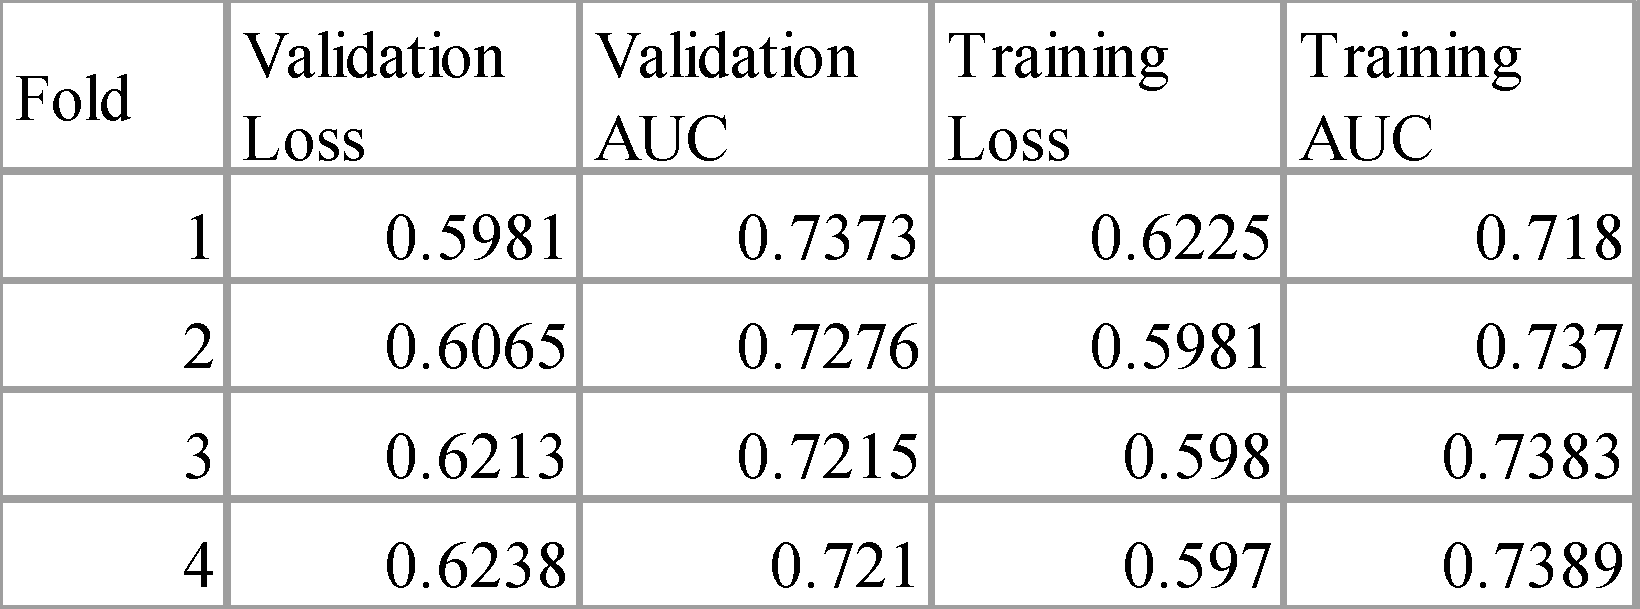 Fold Validation Loss Validation AUC Training Loss Training AUC
1 0.5981 0.7373 0.6225 0.718
2 0.6065 0.7276 0.5981 0.737
3 0.6213 0.7215 0.598 0.7383
4 0.6238 0.721 0.597 0.7389